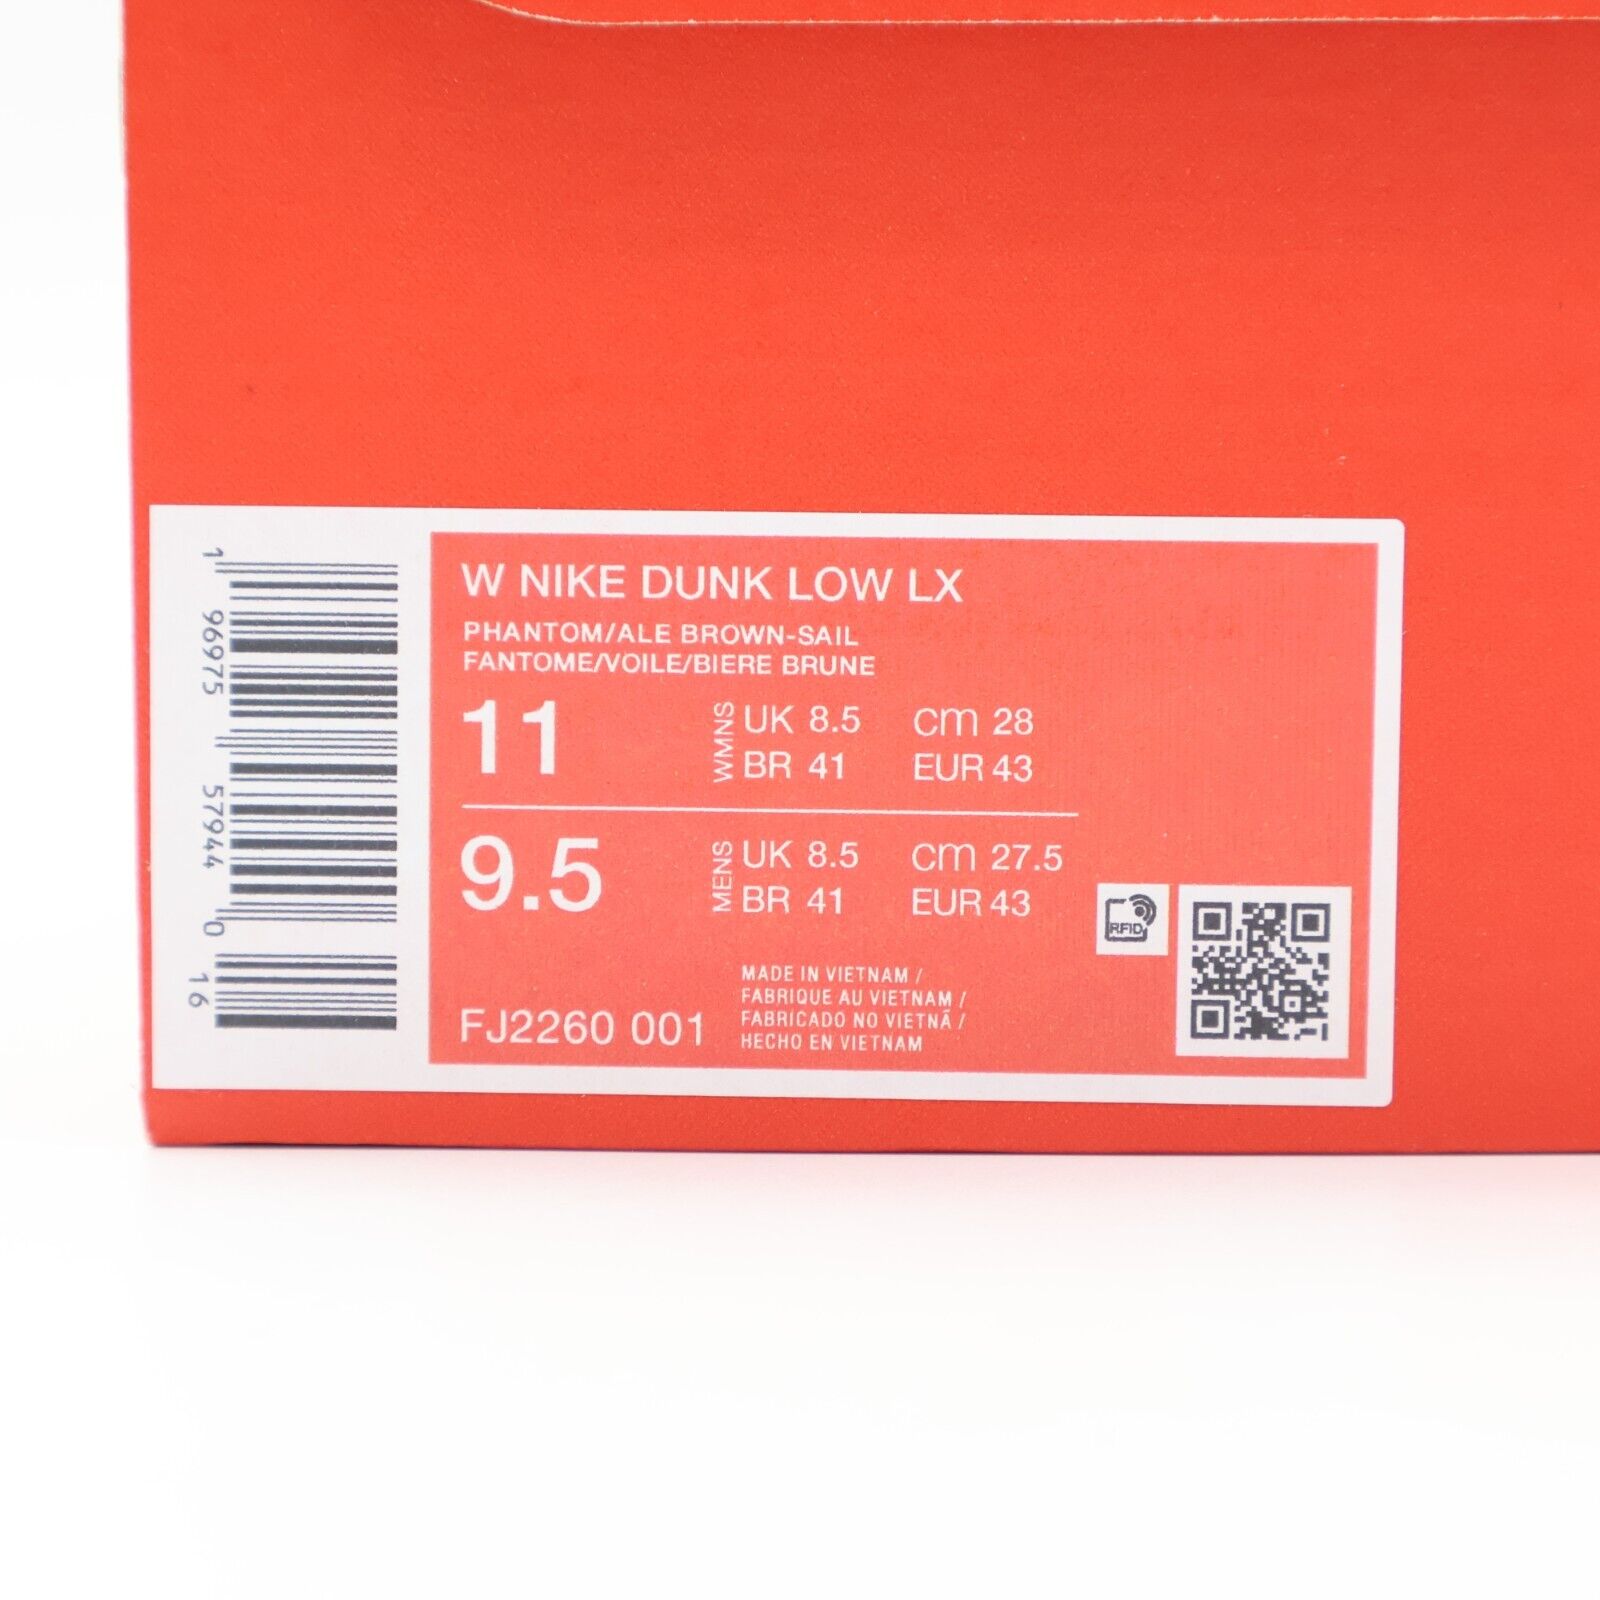 W NIKE DUNK LOW LX
PHANTOM/ALE BROWN-SAIL
FANTOME/VOILE/BIERE BRUNE
11
WMNS
UK 8.5 cm 28
BR 41 EUR 43
9.5
MENS
UK 8.5 cm 27.5
BR 41 EUR 43
FJ2260 001
MADE IN VIETNAM /
FABRIQUE AU VIETNAM /
FABRICADO NO VIETNÃ /
HECHO EN VIETNAM
RFID
1 96975 57944 0
16